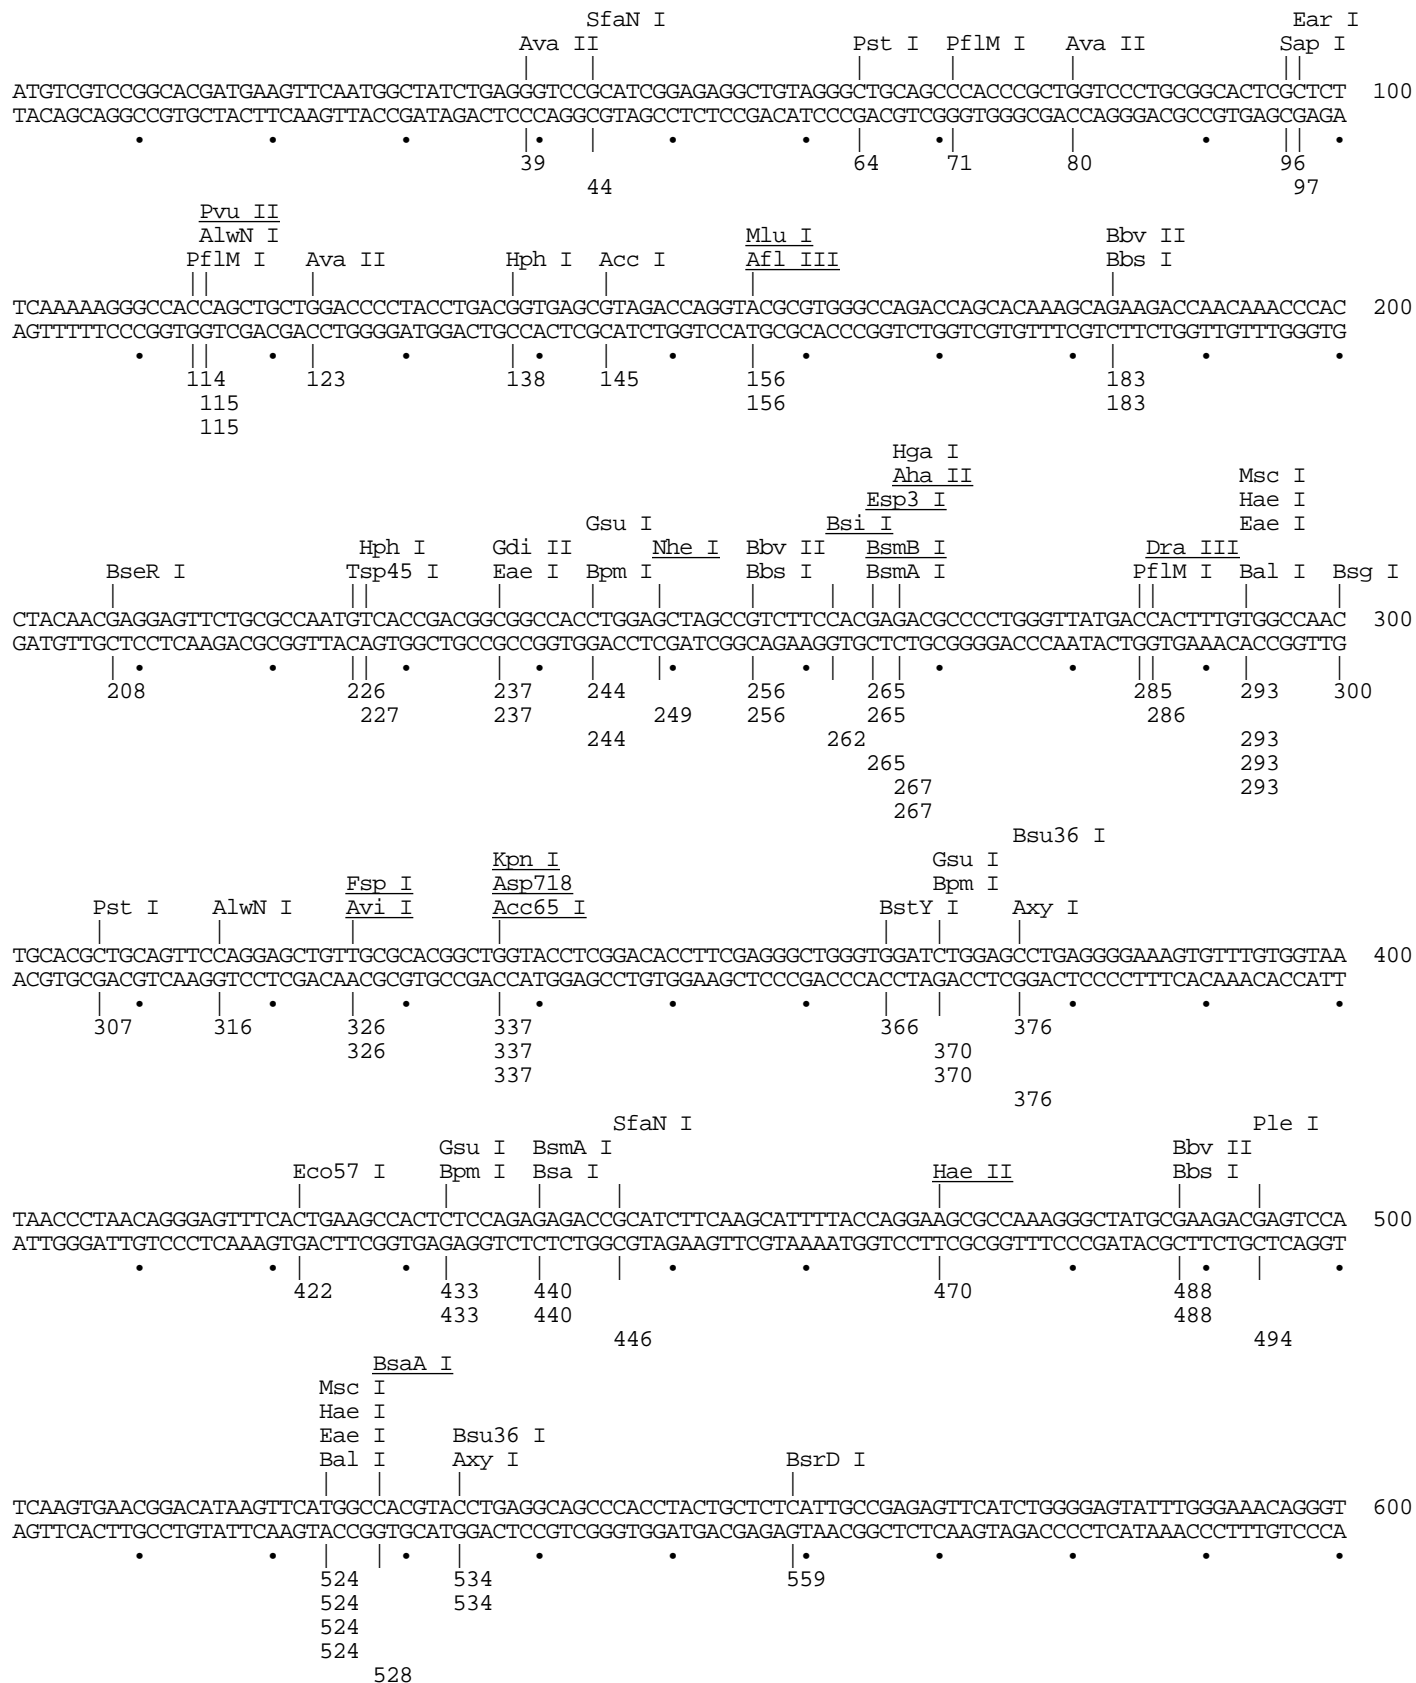 SfaN I Ear I
Ava II Pst I PflM I Ava II Sap I
ATGTCGTCCGGCACGATGAAGTTCAATGGCTATCTGAGGGTCCGCATCGGAGAGGCTGTAGGGCTGCAGCCCACCCGCTGGTCCCTGCGGCACTCGCTCT 100
TACAGCAGGCCGTGCTACTTCAAGTTACCGATAGACTCCCAGGCGTAGCCTCTCCGACATCCCGACGTCGGGTGGGCGACCAGGGACGCCGTGAGCGAGA
39 64 71 80 96
44 97
Pvu II
AlwN I Mlu I Bbv II
PflM I Ava II Hph I Acc I Afl III Bbs I
TCAAAAAGGGCCACCAGCTGCTGGACCCCTACCTGACGGTGAGCGTAGACCAGGTACGCGTGGGCCAGACCAGCACAAAGCAGAAGACCAACAAACCCAC 200
AGTTTTTCCCGGTGGTCGACGACCTGGGGATGGACTGCCACTCGCATCTGGTCCATGCGCACCCGGTCTGGTCGTGTTTCGTCTTCTGGTTGTTTGGGTG
114 123 138 145 156 183
115 156 183
115
Hga I
Aha II Msc I
Esp3 I Hae I
Gsu I Bsi I Eae I
Hph I Gdi II Nhe I Bbv II BsmB I Dra III
BseR I Tsp45 I Eae I Bpm I Bbs I BsmA I PflM I Bal I Bsg I
CTACAACGAGGAGTTCTGCGCCAATGTCACCGACGGCGGCCACCTGGAGCTAGCCGTCTTCCACGAGACGCCCCTGGGTTATGACCACTTTGTGGCCAAC 300
GATGTTGCTCCTCAAGACGCGGTTACAGTGGCTGCCGCCGGTGGACCTCGATCGGCAGAAGGTGCTCTGCGGGGACCCAATACTGGTGAAACACCGGTTG
208 226 237 244 256 265 285 293 300
227 237 249 256 265 286
244 262 293
265 293
267 293
267
Bsu36 I
Kpn I Gsu I
Fsp I Asp718 Bpm I
Pst I AlwN I Avi I Acc65 I BstY I Axy I
TGCACGCTGCAGTTCCAGGAGCTGTTGCGCACGGCTGGTACCTCGGACACCTTCGAGGGCTGGGTGGATCTGGAGCCTGAGGGGAAAGTGTTTGTGGTAA 400
ACGTGCGACGTCAAGGTCCTCGACAACGCGTGCCGACCATGGAGCCTGTGGAAGCTCCCGACCCACCTAGACCTCGGACTCCCCTTTCACAAACACCATT
307 316 326 337 366 376
326 337 370
337 370
376
SfaN I Ple I
Gsu I BsmA I Bbv II
Eco57 I Bpm I Bsa I Hae II Bbs I
TAACCCTAACAGGGAGTTTCACTGAAGCCACTCTCCAGAGAGACCGCATCTTCAAGCATTTTACCAGGAAGCGCCAAAGGGCTATGCGAAGACGAGTCCA 500
ATTGGGATTGTCCCTCAAAGTGACTTCGGTGAGAGGTCTCTCTGGCGTAGAAGTTCGTAAAATGGTCCTTCGCGGTTTCCCGATACGCTTCTGCTCAGGT
422 433 440 470 488
433 440 488
446 494
BsaA I
Msc I
Hae I
Eae I Bsu36 I
Bal I Axy I BsrD I
TCAAGTGAACGGACATAAGTTCATGGCCACGTACCTGAGGCAGCCCACCTACTGCTCTCATTGCCGAGAGTTCATCTGGGGAGTATTTGGGAAACAGGGT 600
AGTTCACTTGCCTGTATTCAAGTACCGGTGCATGGACTCCGTCGGGTGGATGACGAGAGTAACGGCTCTCAAGTAGACCCCTCATAAACCCTTTGTCCCA
524 534 559
524 534
524
524
528